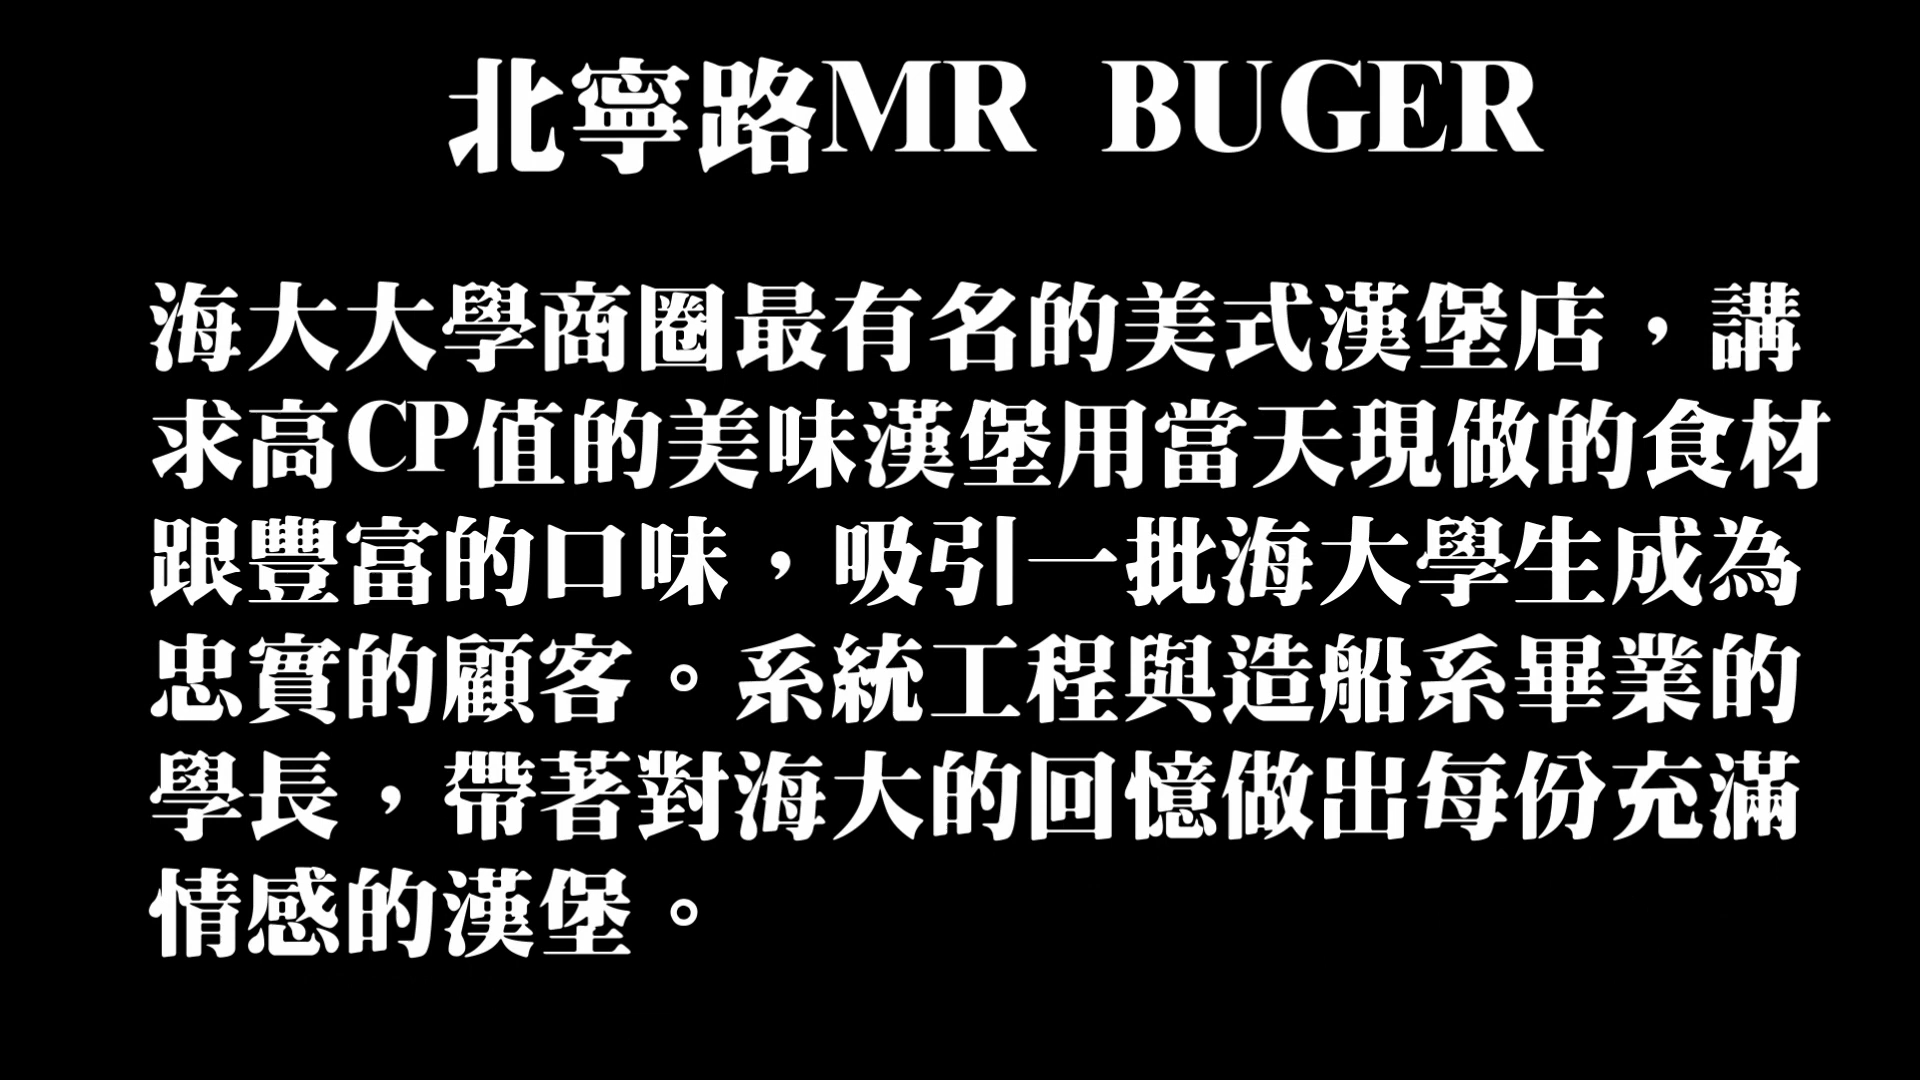 北寧路MR BUGER
海大大學商圈最有名的美式漢堡店，講
求高CP值的美味漢堡用當天現做的食材
跟豐富的口味，吸引一批海大學生成為
忠實的顧客。系統工程與造船系畢業的
學長，帶著對海大的回憶做出每份充滿
情感的漢堡。